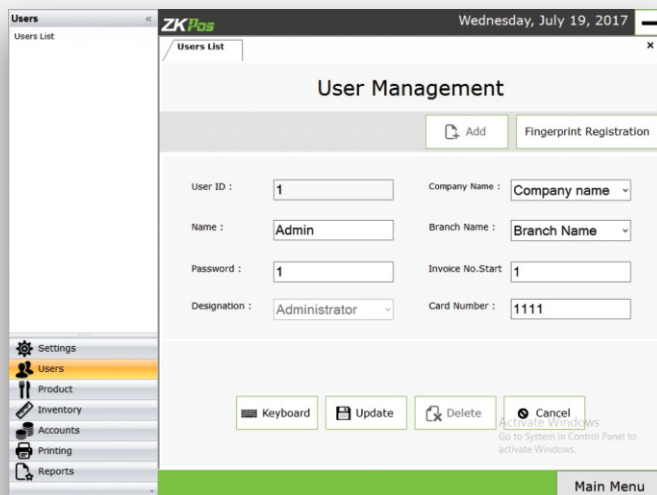 Users «
Users List
ZKPos
Wednesday, July 19, 2017
Users List
User Management
Add
Fingerprint Registration
User ID : 1
Company Name : Company name
Name : Admin
Branch Name : Branch Name
Password : 1
Invoice No.Start 1
Designation : Administrator
Card Number : 1111
Settings
Users
Product
Inventory
Accounts
Printing
Reports
Keyboard
Update
Delete
Cancel
Activate Windows
Go to System in Control Panel to
activate Windows.
Main Menu